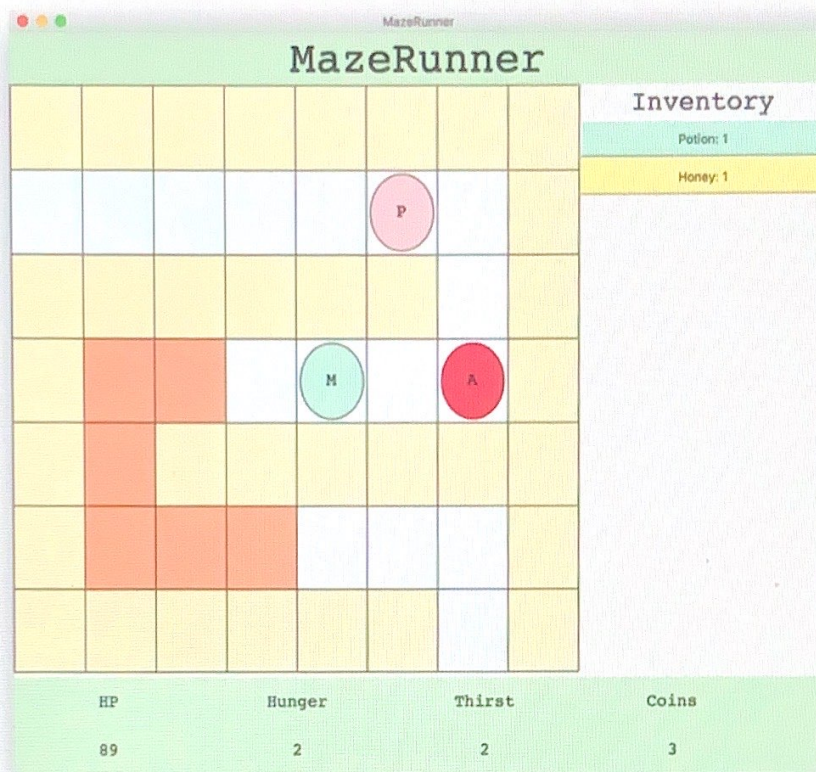 MazeRunner
MazeRunner
Inventory
Potion: 1
Honey: 1
P
M
A
HP Hunger Thirst Coins
89 2 2 3